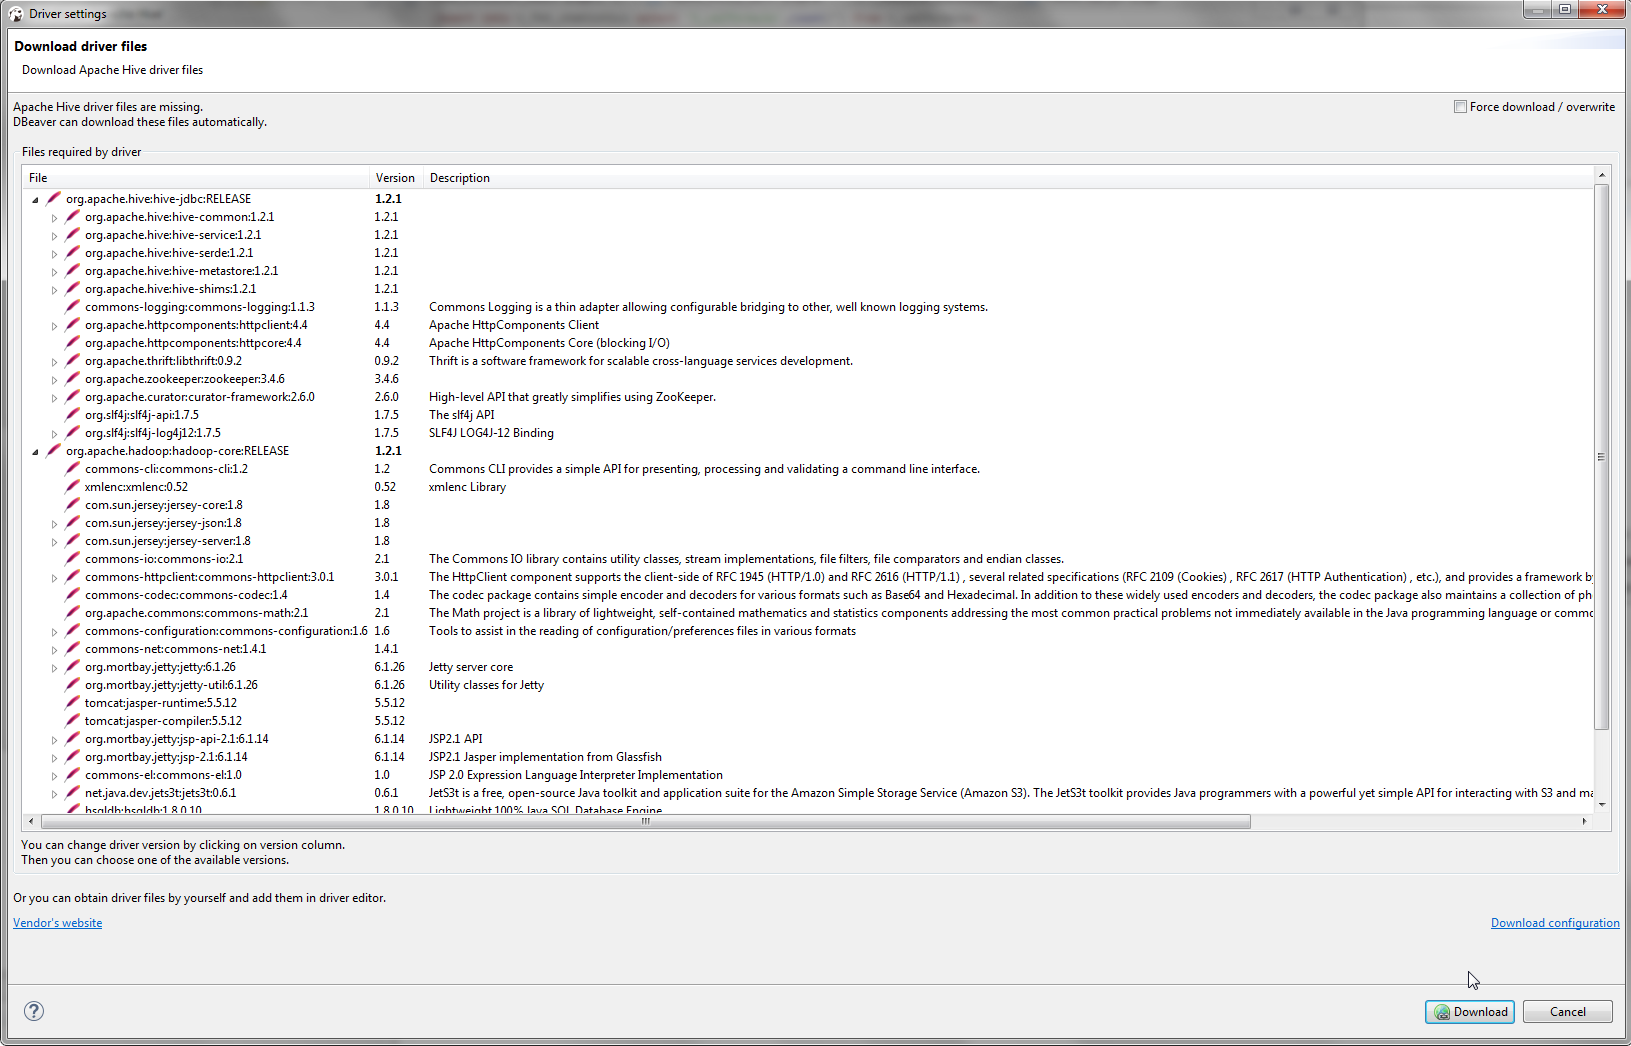 Driver settings
Download driver files
Download Apache Hive driver files
Apache Hive driver files are missing.
DBeaver can download these files automatically.
Force download / overwrite
Files required by driver
File Version Description
org.apache.hive:hive-jdbc:RELEASE 1.2.1
org.apache.hive:hive-common:1.2.1 1.2.1
org.apache.hive:hive-service:1.2.1 1.2.1
org.apache.hive:hive-serde:1.2.1 1.2.1
org.apache.hive:hive-metastore:1.2.1 1.2.1
org.apache.hive:hive-shims:1.2.1 1.2.1
commons-logging:commons-logging:1.1.3 1.1.3 Commons Logging is a thin adapter allowing configurable bridging to other, well known logging systems.
org.apache.httpcomponents:httpclient:4.4 4.4 Apache HttpComponents Client
org.apache.httpcomponents:httpcore:4.4 4.4 Apache HttpComponents Core (blocking I/O)
org.apache.thrift:libthrift:0.9.2 0.9.2 Thrift is a software framework for scalable cross-language services development.
org.apache.zookeeper:zookeeper:3.4.6 3.4.6
org.apache.curator:curator-framework:2.6.0 2.6.0 High-level API that greatly simplifies using ZooKeeper.
org.slf4j:slf4j-api:1.7.5 1.7.5 The slf4j API
org.slf4j:slf4j-log4j12:1.7.5 1.7.5 SLF4J LOG4J-12 Binding
org.apache.hadoop:hadoop-core:RELEASE 1.2.1
commons-cli:commons-cli:1.2 1.2 Commons CLI provides a simple API for presenting, processing and validating a command line interface.
xmlenc:xmlenc:0.52 0.52 xmlenc Library
com.sun.jersey:jersey-core:1.8 1.8
com.sun.jersey:jersey-json:1.8 1.8
com.sun.jersey:jersey-server:1.8 1.8
commons-io:commons-io:2.1 2.1 The Commons IO library contains utility classes, stream implementations, file filters, file comparators and endian classes.
commons-httpclient:commons-httpclient:3.0.1 3.0.1 The HttpClient component supports the client-side of RFC 1945 (HTTP/1.0) and RFC 2616 (HTTP/1.1) , several related specifications (RFC 2109 (Cookies) , RFC 2617 (HTTP Authentication) , etc.), and provides a framework b
commons-codec:commons-codec:1.4 1.4 The codec package contains simple encoder and decoders for various formats such as Base64 and Hexadecimal. In addition to these widely used encoders and decoders, the codec package also maintains a collection of ph
org.apache.commons:commons-math:2.1 2.1 The Math project is a library of lightweight, self-contained mathematics and statistics components addressing the most common practical problems not immediately available in the Java programming language or commo
commons-configuration:commons-configuration:1.6 1.6 Tools to assist in the reading of configuration/preferences files in various formats
commons-net:commons-net:1.4.1 1.4.1
org.mortbay.jetty:jetty:6.1.26 6.1.26 Jetty server core
org.mortbay.jetty:jetty-util:6.1.26 6.1.26 Utility classes for Jetty
tomcat:jasper-runtime:5.5.12 5.5.12
tomcat:jasper-compiler:5.5.12 5.5.12
org.mortbay.jetty:jsp-api-2.1:6.1.14 6.1.14 JSP2.1 API
org.mortbay.jetty:jsp-2.1:6.1.14 6.1.14 JSP2.1 Jasper implementation from Glassfish
commons-el:commons-el:1.0 1.0 JSP 2.0 Expression Language Interpreter Implementation
net.java.dev.jets3t:jets3t:0.6.1 0.6.1 JetS3t is a free, open-source Java toolkit and application suite for the Amazon Simple Storage Service (Amazon S3). The JetS3t toolkit provides Java programmers with a powerful yet simple API for interacting with S3 and ma
hsqldb:hsqldb:1.8.0.10 1.8.0.10 Lightweight 100% Java SQL Database Engine
You can change driver version by clicking on version column.
Then you can choose one of the available versions.
Or you can obtain driver files by yourself and add them in driver editor.
Vendor's website
Download configuration
Download
Cancel